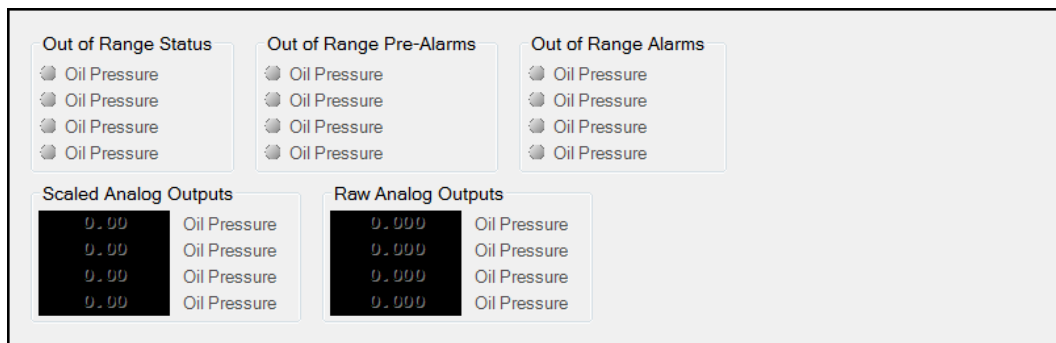 Out of Range Status
Oil Pressure
Oil Pressure
Oil Pressure
Oil Pressure
Out of Range Pre-Alarms
Oil Pressure
Oil Pressure
Oil Pressure
Oil Pressure
Out of Range Alarms
Oil Pressure
Oil Pressure
Oil Pressure
Oil Pressure
Scaled Analog Outputs
0.00 Oil Pressure
0.00 Oil Pressure
0.00 Oil Pressure
0.00 Oil Pressure
Raw Analog Outputs
0.000 Oil Pressure
0.000 Oil Pressure
0.000 Oil Pressure
0.000 Oil Pressure